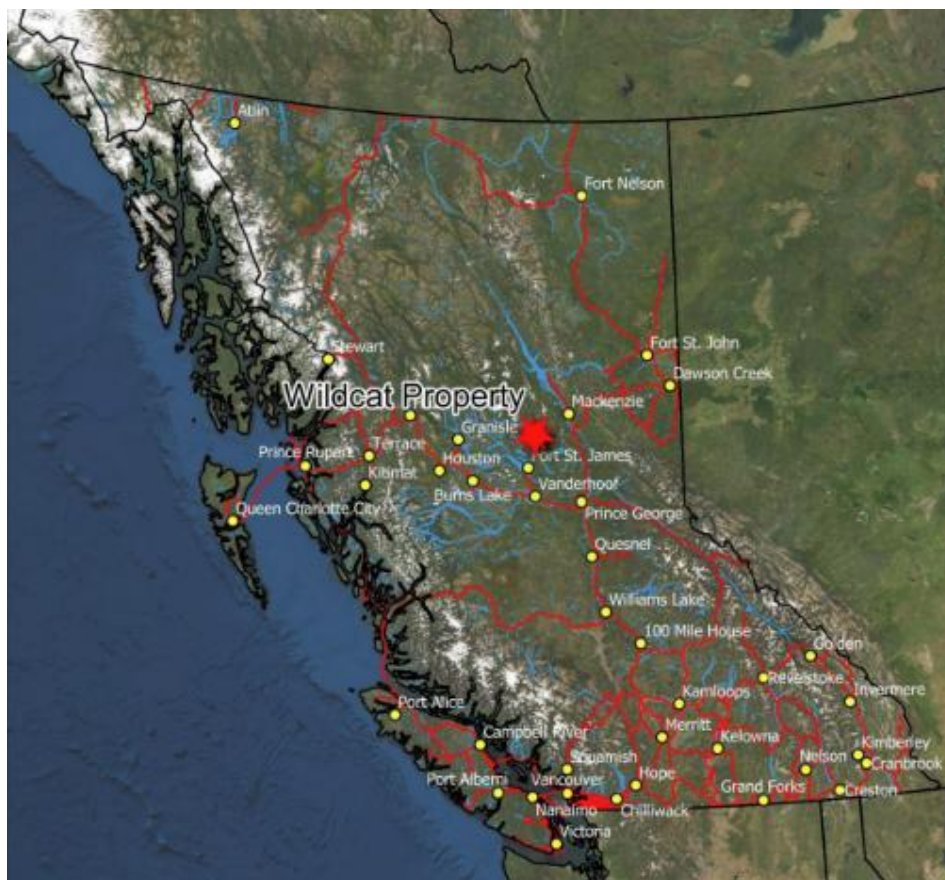 Atlin
Fort Nelson
Stewart
Fort St. John
Dawson Creek
Wildcat Property
Mackenzie
Granisle
Terrace
Prince Rupert
Houston
Fort St. James
Kitimat
Burns Lake
Vanderhoof
Queen Charlotte City
Prince George
Quesnel
Williams Lake
100 Mile House
Golden
Revelstoke
Invermere
Port Alice
Kamloops
Merritt
Campbell River
Kelowna
Squamish
Nelson
Kimberley
Cranbrook
Port Alberni
Vancouver
Hope
Grand Forks
Creston
Nanaimo
Chilliwack
Victoria